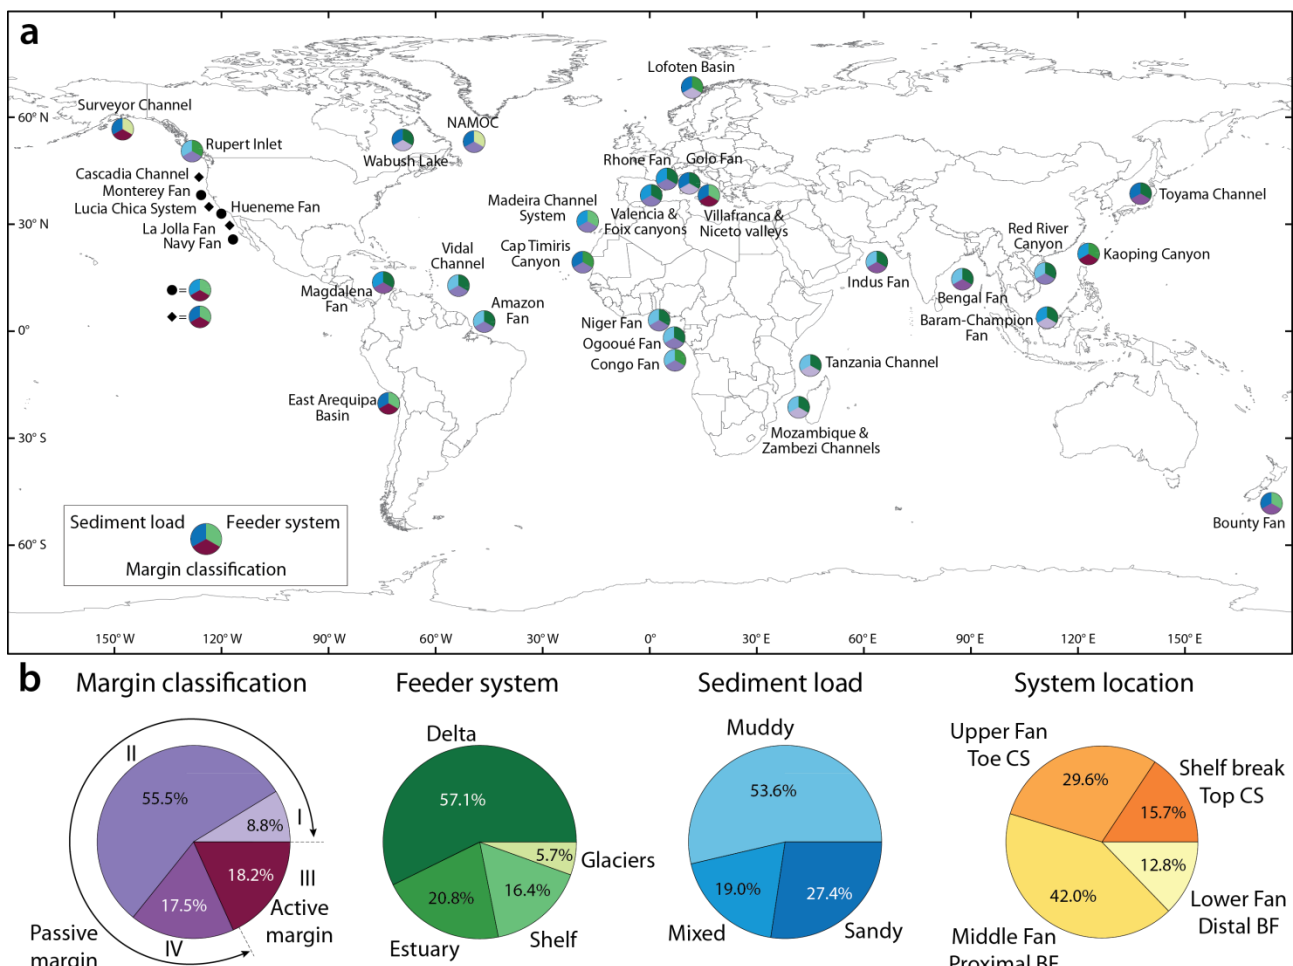 a
Lofoten Basin
Surveyor Channel
60° N
NAMOC
Rupert Inlet
Wabush Lake
Rhone Fan
Golo Fan
Cascadia Channel
Monterey Fan
Lucia Chica System
Hueneme Fan
La Jolla Fan
Navy Fan
30° N
Madeira Channel
System
Valencia &
Foix canyons
Villafranca &
Niceto valleys
Toyama Channel
Red River
Canyon
Kaoping Canyon
Cap Timiris
Canyon
Vidal
Channel
Magdalena
Fan
Amazon
Fan
Indus Fan
Bengal Fan
Baram-Champion
Fan
=
=
0°
Niger Fan
Ogooué Fan
Congo Fan
Tanzania Channel
East Arequipa
Basin
Mozambique &
Zambezi Channels
30° S
Bounty Fan
Sediment load
Feeder system
Margin classification
60° S
150° W
120° W
90° W
60° W
30° W
0°
30° E
60° E
90° E
120° E
150° E
b
Margin classification
Feeder system
Sediment load
System location
II
55.5%
I
8.8%
18.2%
III
Active
margin
17.5%
IV
Passive
margin
Delta
57.1%
5.7%
Glaciers
16.4%
Shelf
20.8%
Estuary
Muddy
53.6%
19.0%
Mixed
27.4%
Sandy
Upper Fan
Toe CS
29.6%
Shelf break
Top CS
15.7%
12.8%
Lower Fan
Distal BF
42.0%
Middle Fan
Proximal BF